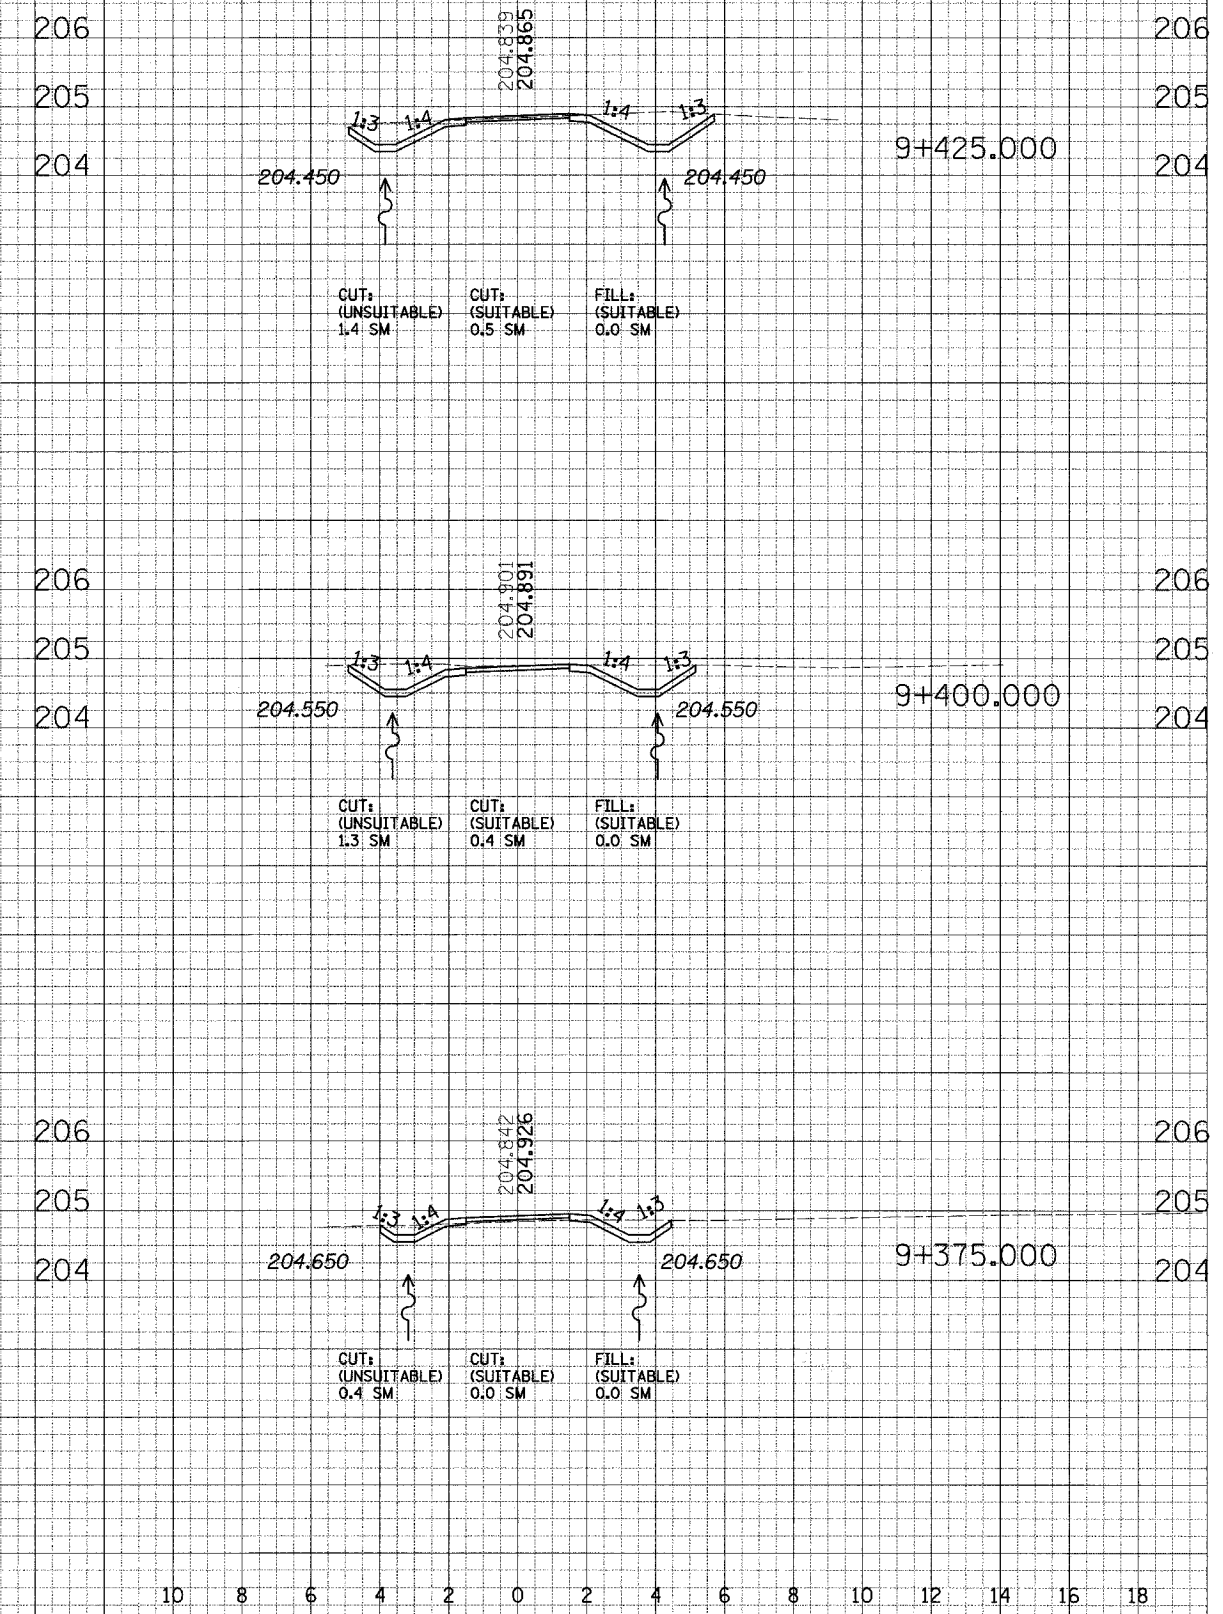 206 204.839 204.865 206
205 1:3 1:4 1:4 1:3 205
204 9+425.000 204
204.450 204.450
CUT: CUT: FILL:
(UNSUITABLE) (SUITABLE) (SUITABLE)
1.4 SM 0.5 SM 0.0 SM
206 204.901 204.891 206
205 1:3 1:4 1:4 1:3 205
204 204.550 204.550 9+400.000 204
CUT: CUT: FILL:
(UNSUITABLE) (SUITABLE) (SUITABLE)
1.3 SM 0.4 SM 0.0 SM
206 204.842 204.926 206
205 1:3 1:4 1:4 1:3 205
204 204.650 204.650 9+375.000 204
CUT: CUT: FILL:
(UNSUITABLE) (SUITABLE) (SUITABLE)
0.4 SM 0.0 SM 0.0 SM
10 8 6 4 2 0 2 4 6 8 10 12 14 16 18